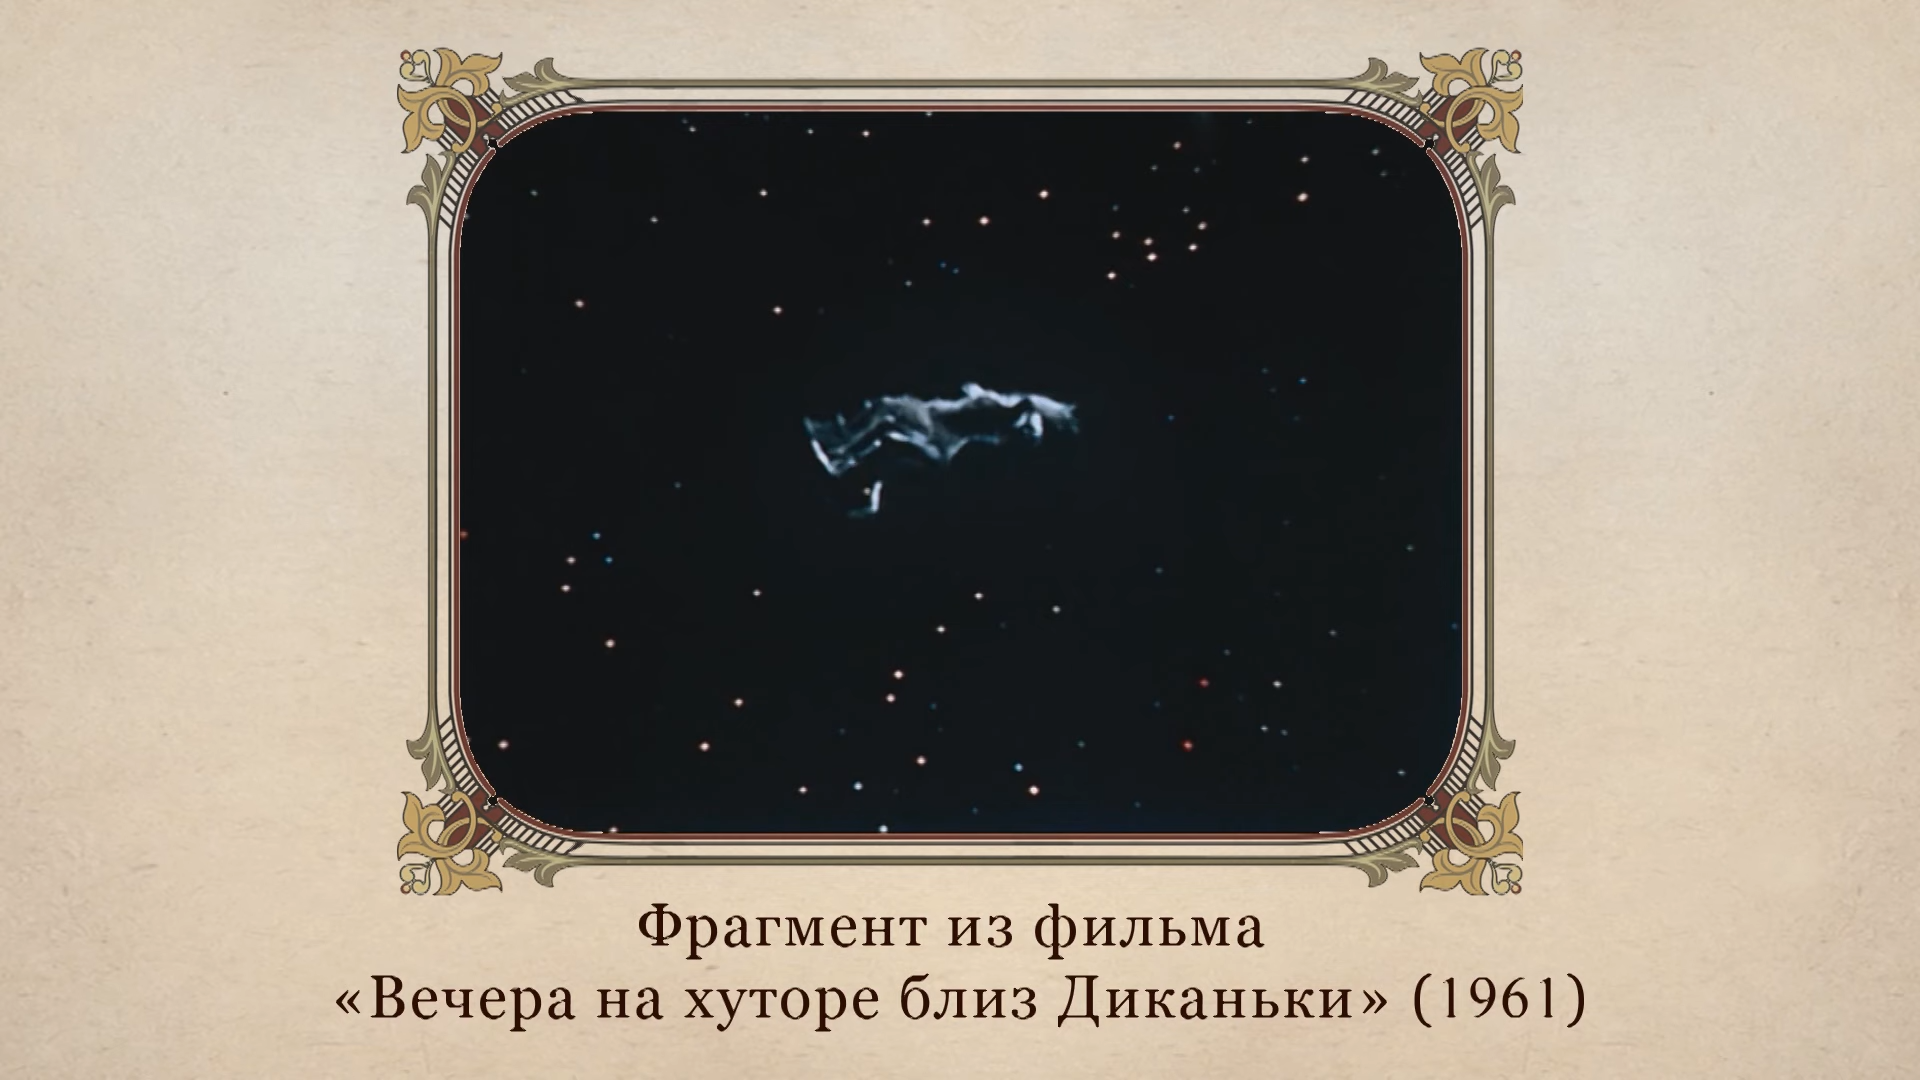 Фрагмент из фильма
«Вечера на хуторе близ Диканьки» (1961)